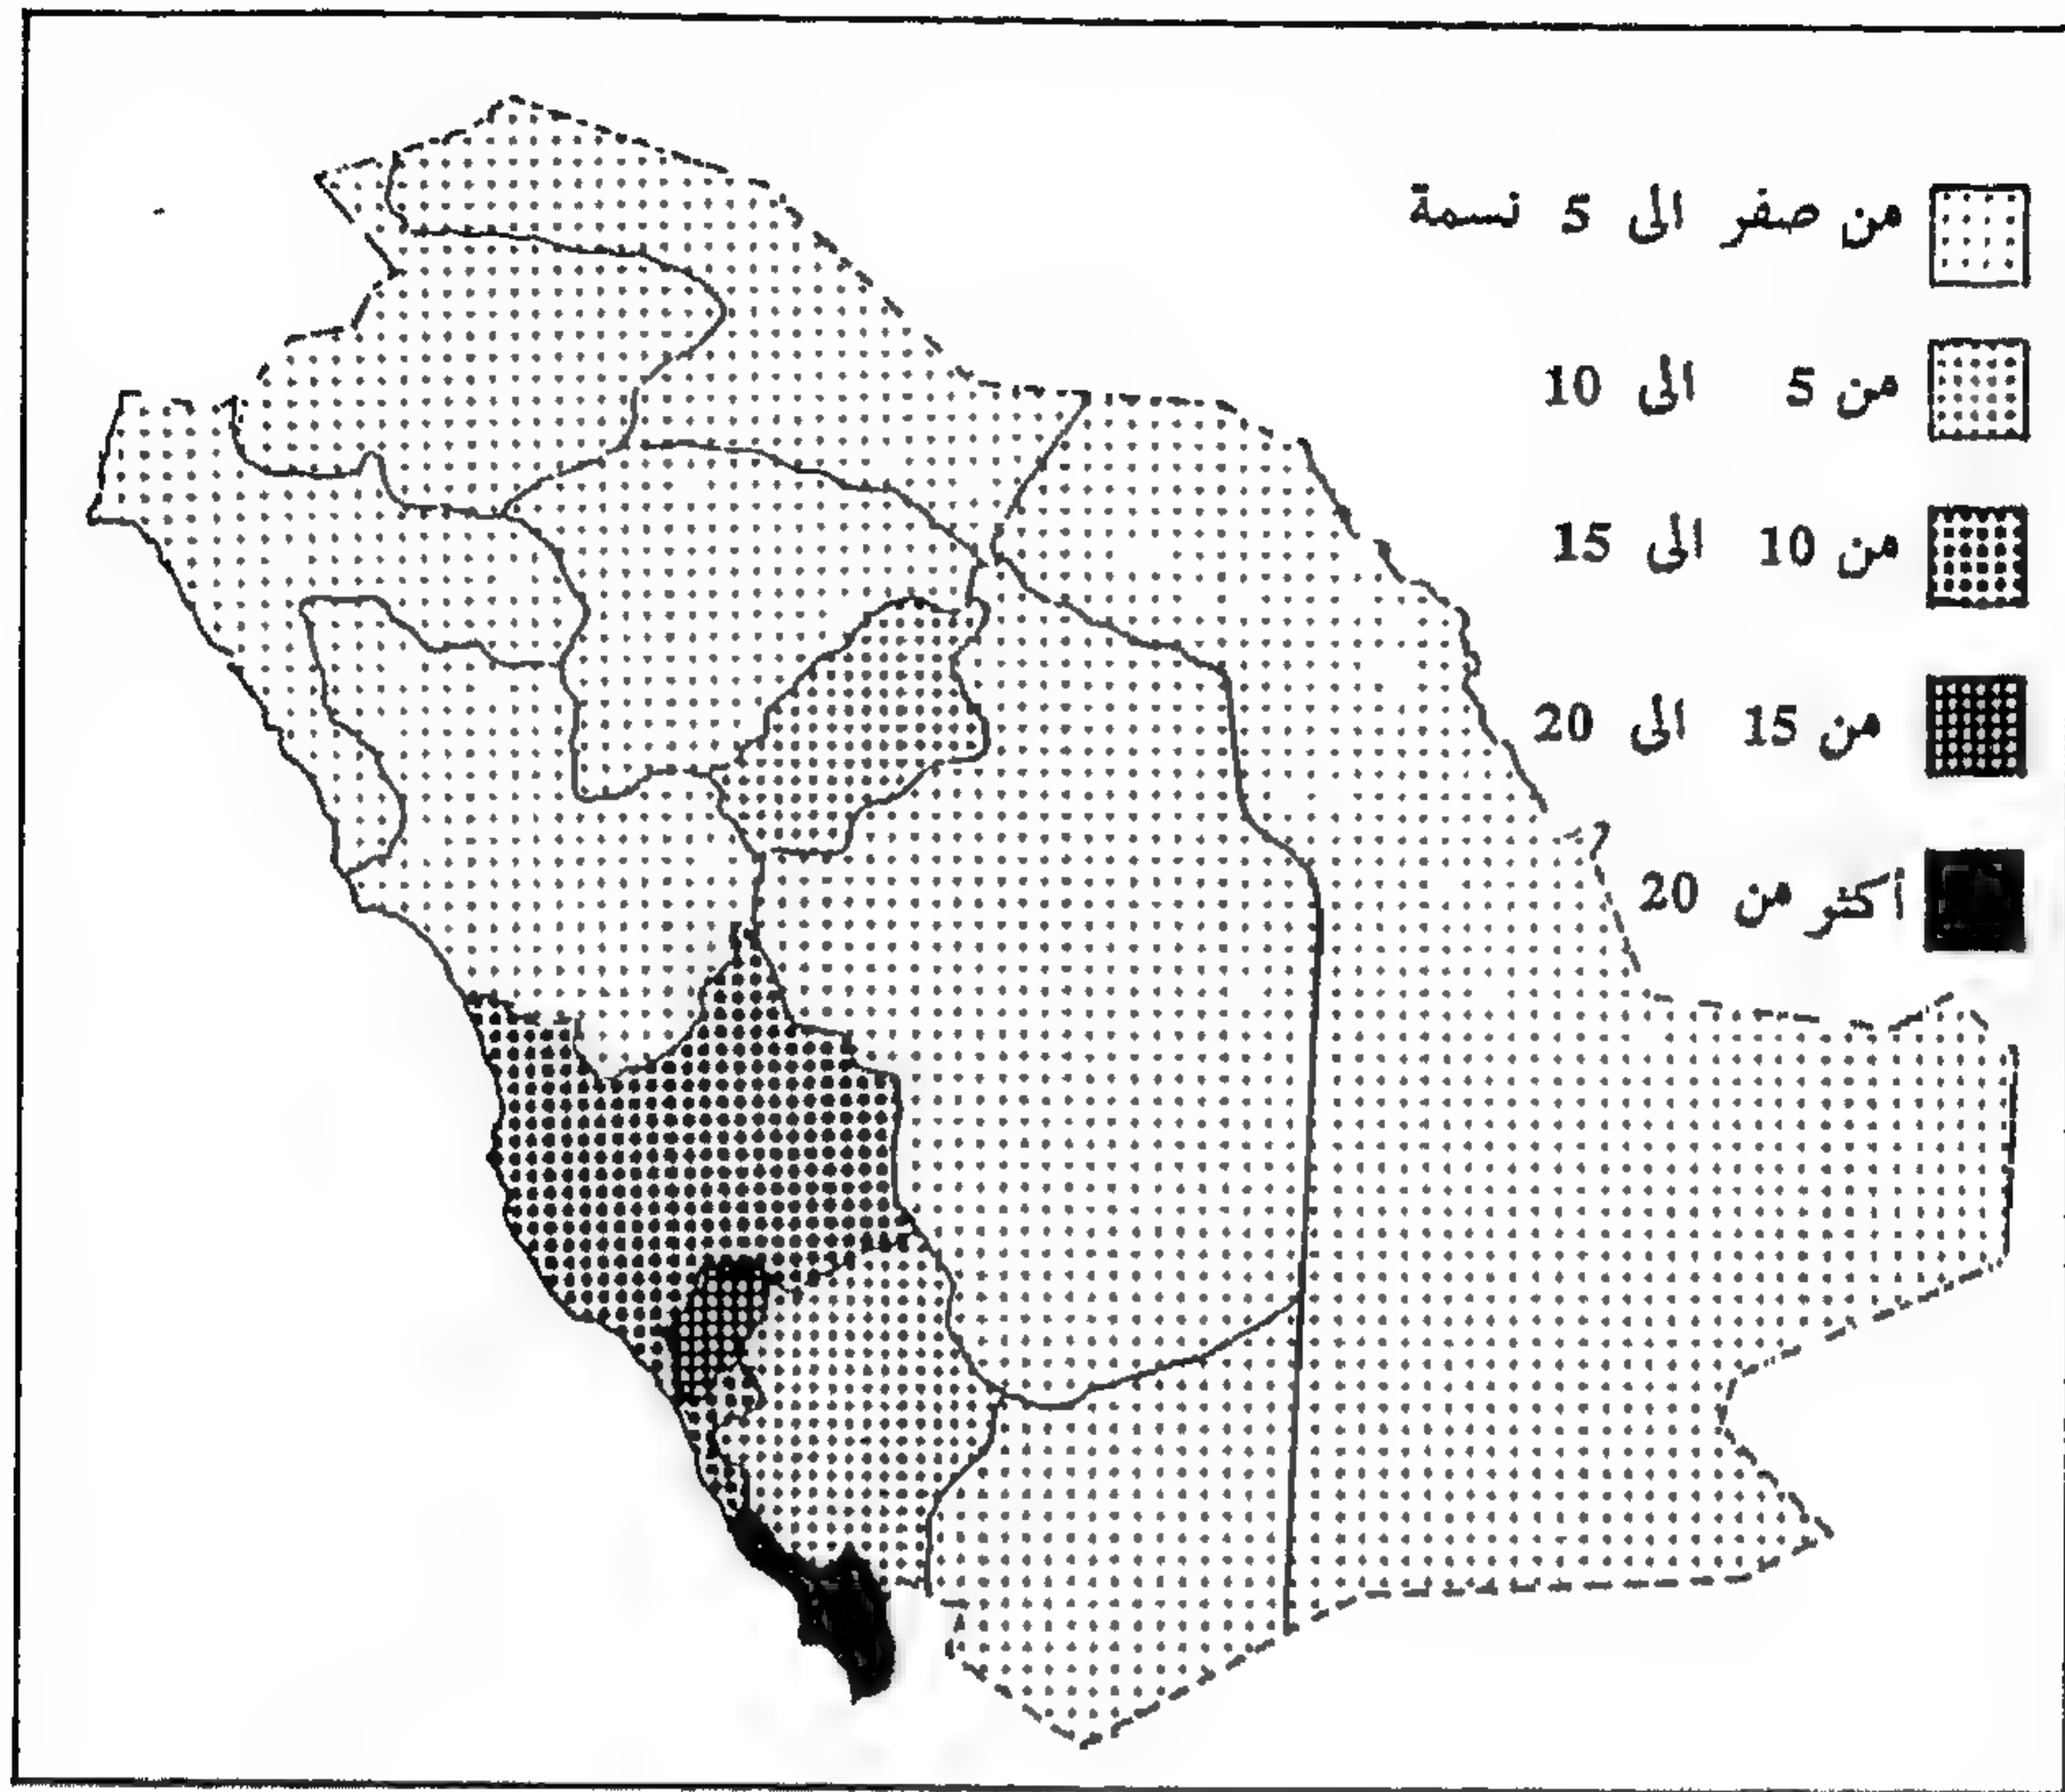 من صفر الى 5 نسمة
من 5 الى 10
من 10 الى 15
من 15 الى 20
أكثر من 20